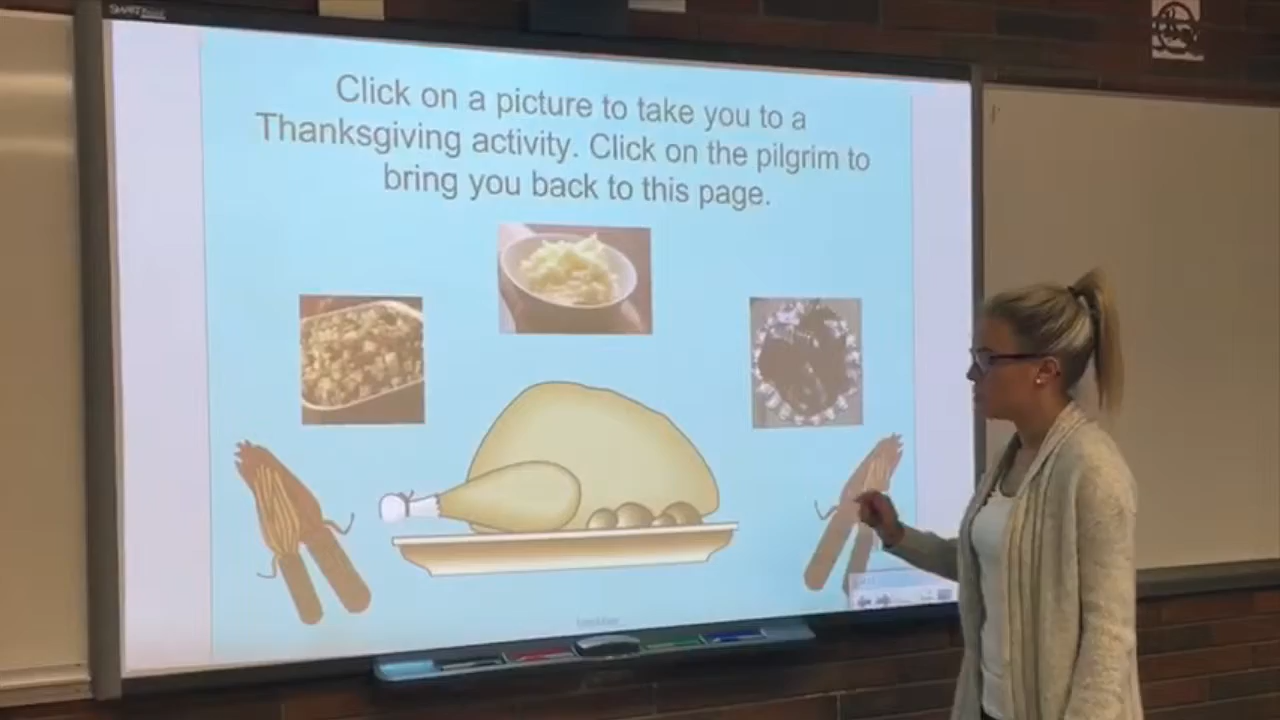 SMART
Click on a picture to take you to a
Thanksgiving activity. Click on the pilgrim to
bring you back to this page.